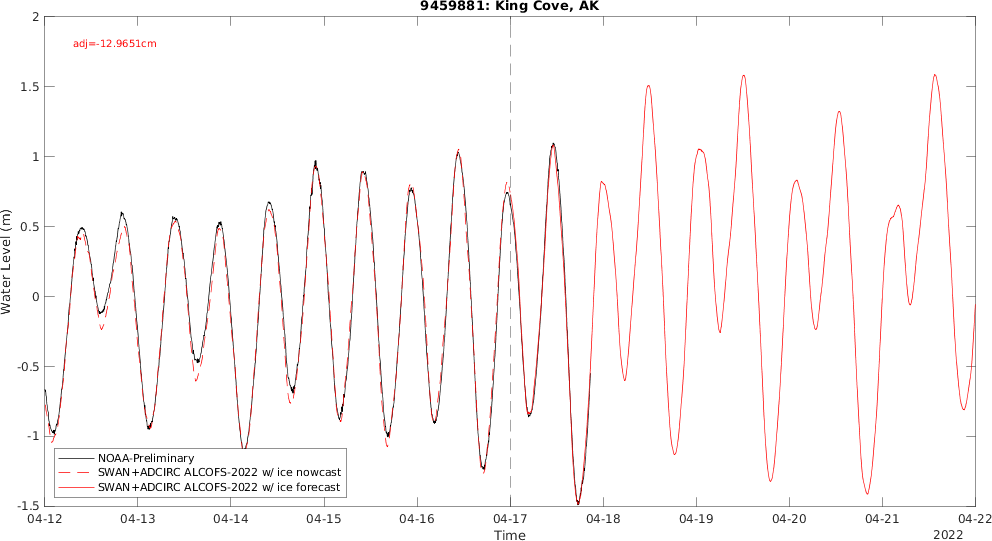 9459881: King Cove, AK
2
adj=-12.9651cm
1.5
1
0.5
0
-0.5
-1
-1.5
Water Level (m)
NOAA-Preliminary
SWAN+ADCIRC ALCOFS-2022 w/ ice nowcast
SWAN+ADCIRC ALCOFS-2022 w/ ice forecast
04-12 04-13 04-14 04-15 04-16 04-17 04-18 04-19 04-20 04-21 04-22
Time
2022